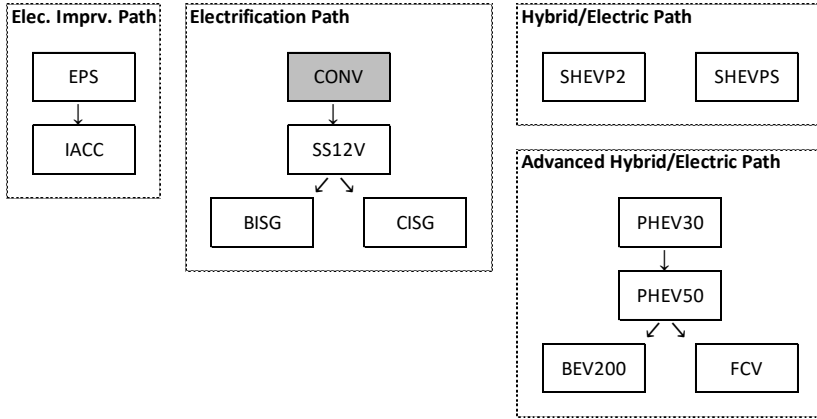 Elec. Imprv. Path
EPS
IACC
Electrification Path
CONV
SS12V
BISG
CISG
Hybrid/Electric Path
SHEVP2
SHEVPS
Advanced Hybrid/Electric Path
PHEV30
PHEV50
BEV200
FCV